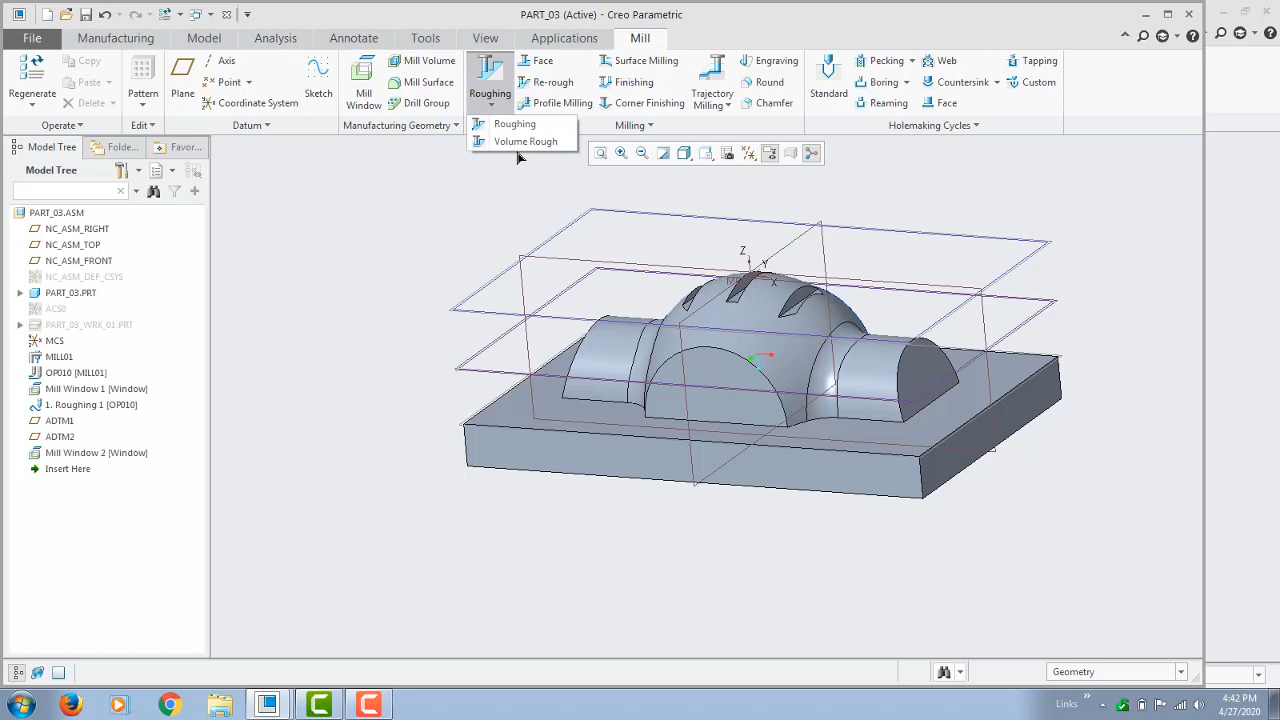 PART_03 (Active) - Creo Parametric
File Manufacturing Model Analysis Annotate Tools View Applications Mill
Regenerate
Copy
Paste
Delete
Operate
Pattern
Edit
Plane
Axis
Point
Coordinate System
Sketch
Datum
Mill Window
Mill Volume
Mill Surface
Drill Group
Manufacturing Geometry
Roughing
Face
Re-rough
Profile Milling
Surface Milling
Finishing
Corner Finishing
Trajectory Milling
Engraving
Round
Chamfer
Milling
Standard
Pecking
Boring
Reaming
Web
Countersink
Face
Tapping
Custom
Holemaking Cycles
Roughing
Volume Rough
Model Tree Folde... Favor...
Model Tree
PART_03.ASM
NC_ASM_RIGHT
NC_ASM_TOP
NC_ASM_FRONT
NC_ASM_DEF_CSYS
PART_03.PRT
ACS0
PART_03_WRK_01.PRT
MCS
MILL01
OP010 [MILL01]
Mill Window 1 [Window]
1. Roughing 1 [OP010]
ADTM1
ADTM2
Mill Window 2 [Window]
Insert Here
Z
Y
X
Geometry
Links
4:42 PM
4/27/2020